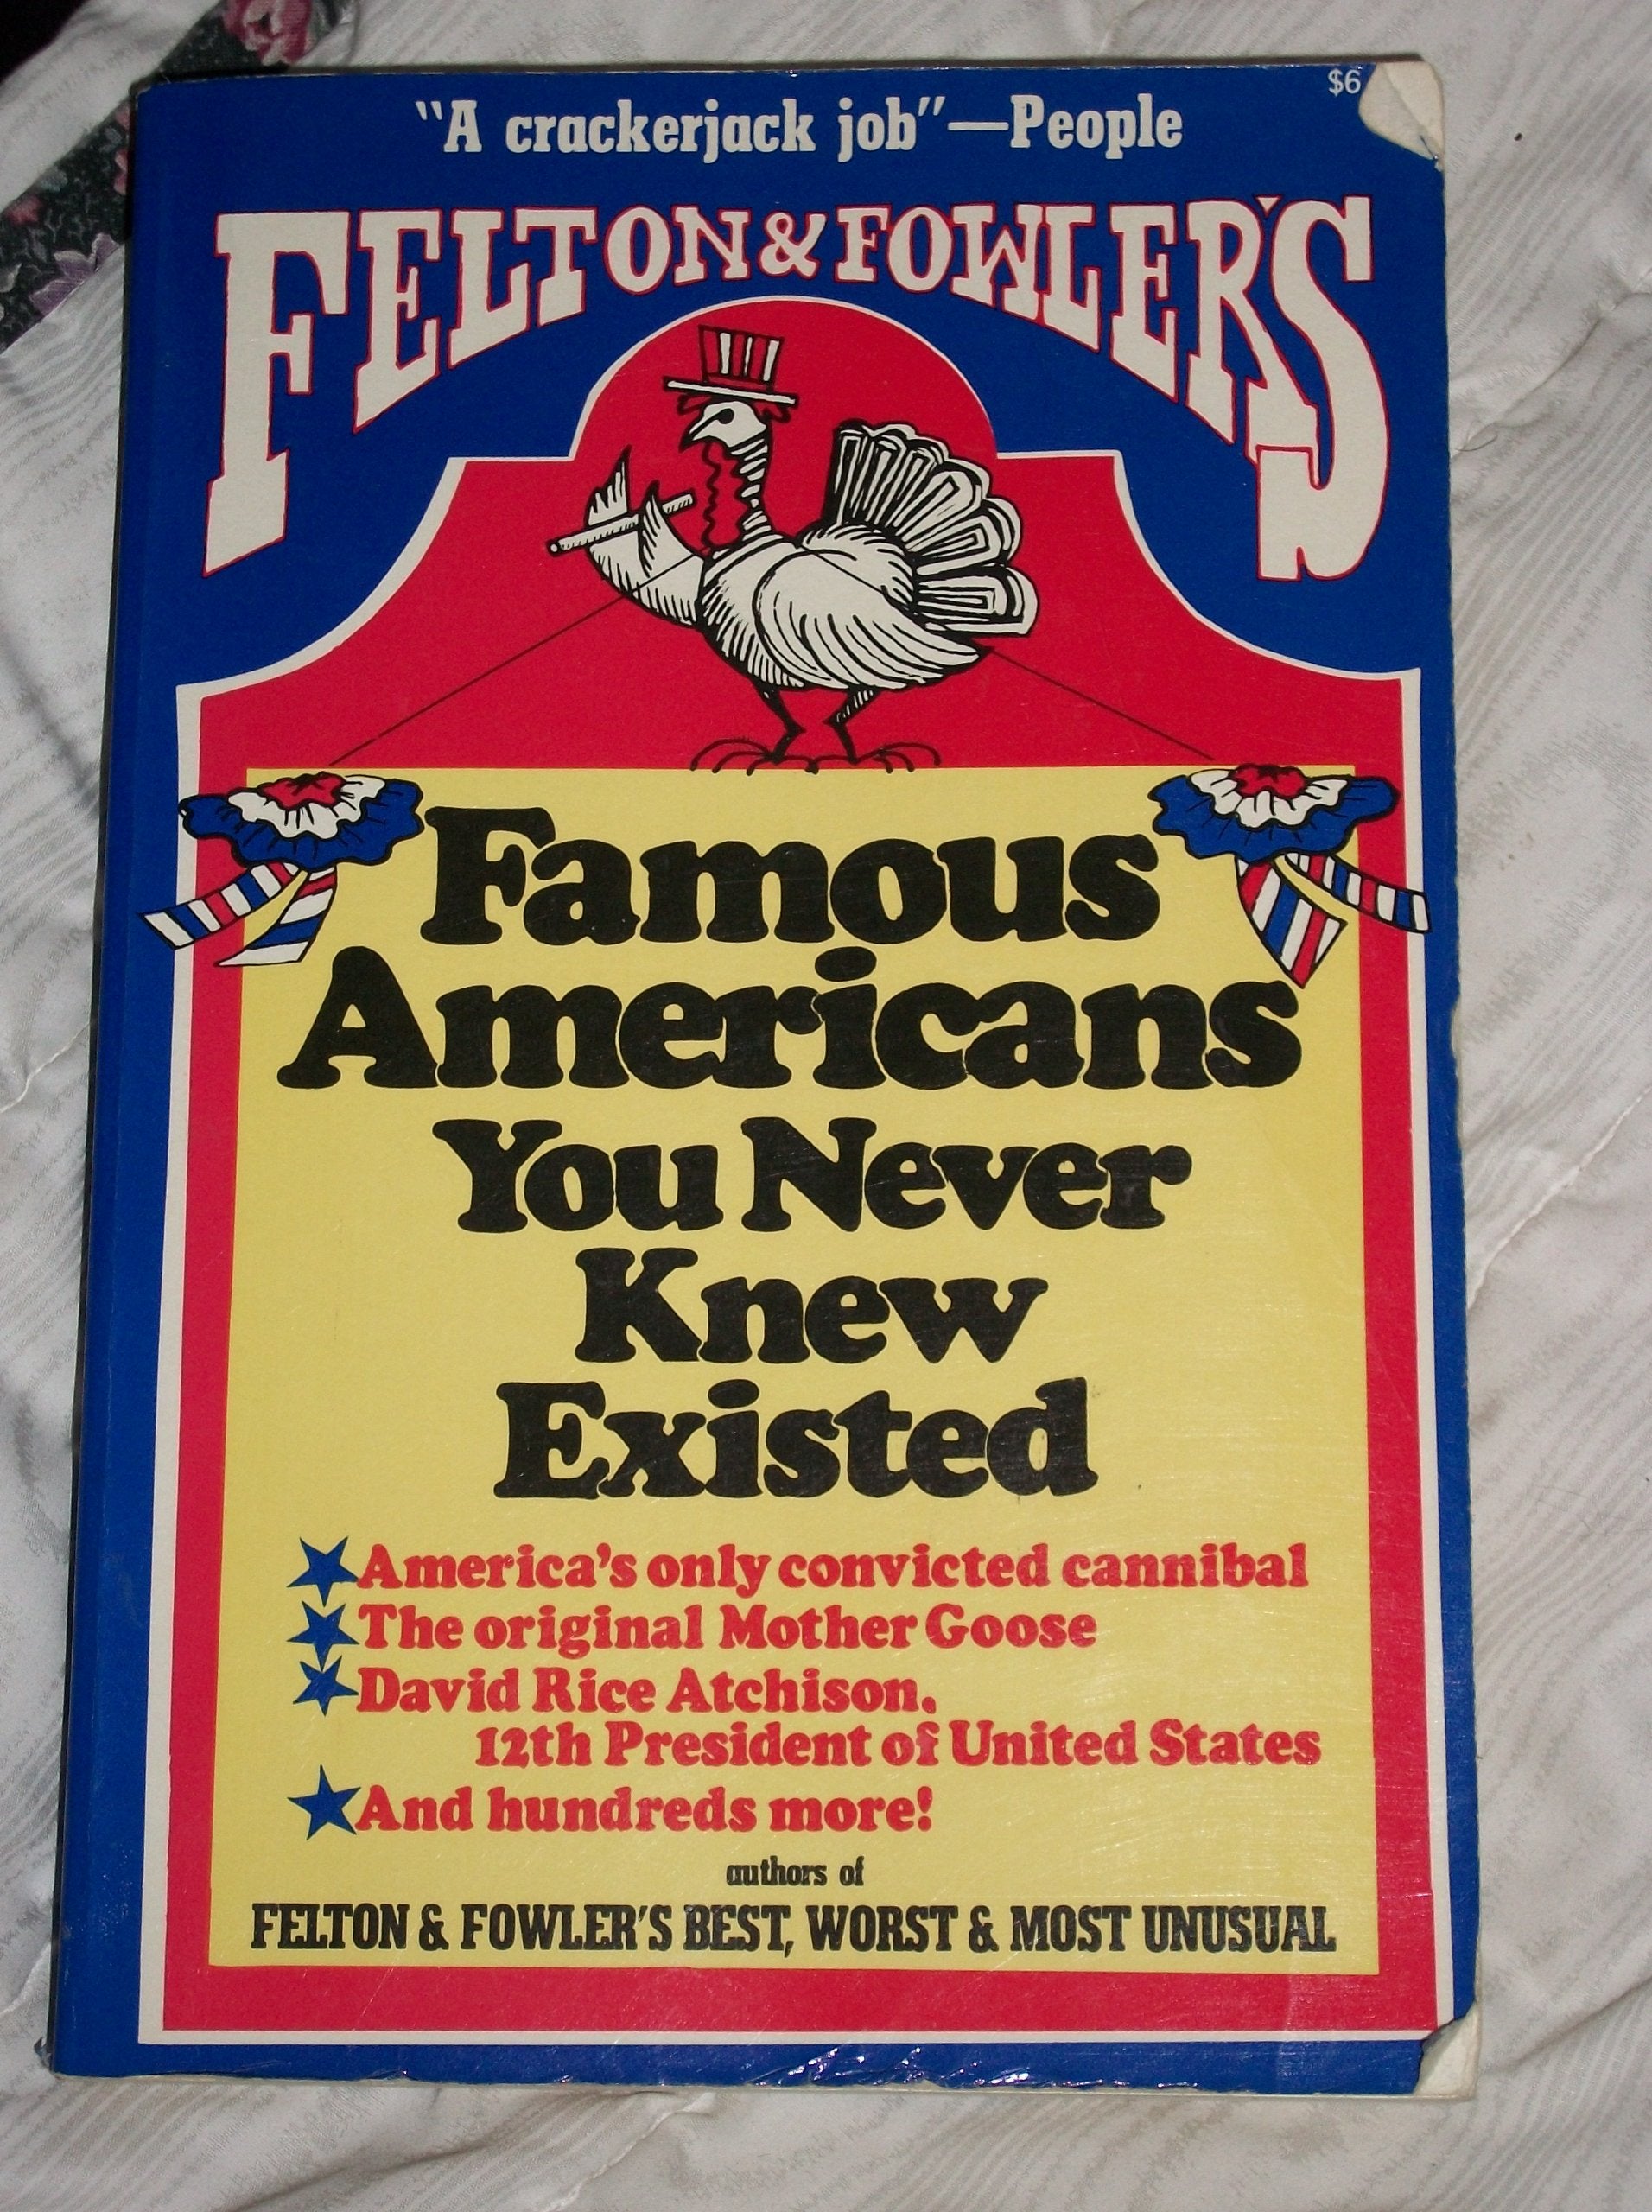 $6
"A crackerjack job"—People
FELTON & FOWLER'S
Famous
Americans
You Never
Knew
Existed
America's only convicted cannibal
The original Mother Goose
David Rice Atchison,
12th President of United States
And hundreds more!
authors of
FELTON & FOWLER'S BEST, WORST & MOST UNUSUAL